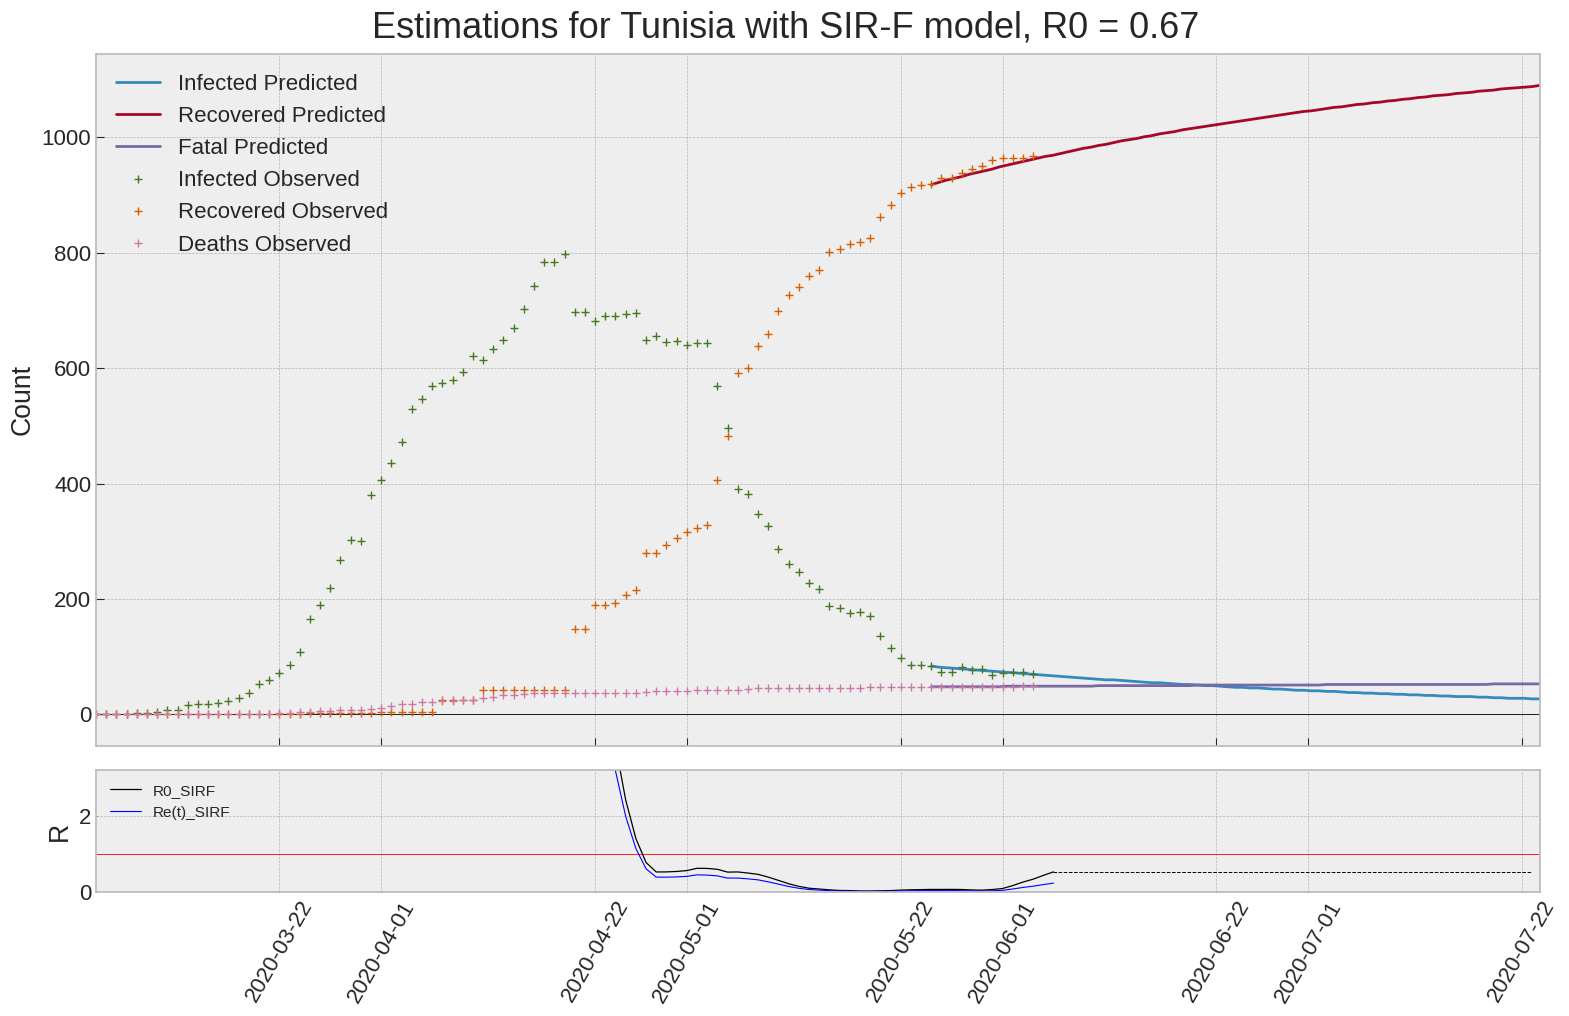 Estimations for Tunisia with SIR-F model, R0 = 0.67
Infected Predicted
Recovered Predicted
Fatal Predicted
Infected Observed
Recovered Observed
Deaths Observed
1000
800
600
400
200
0
Count
R0_SIRF
Re(t)_SIRF
2
0
R
2020-03-22
2020-04-01
2020-04-22
2020-05-01
2020-05-22
2020-06-01
2020-06-22
2020-07-01
2020-07-22